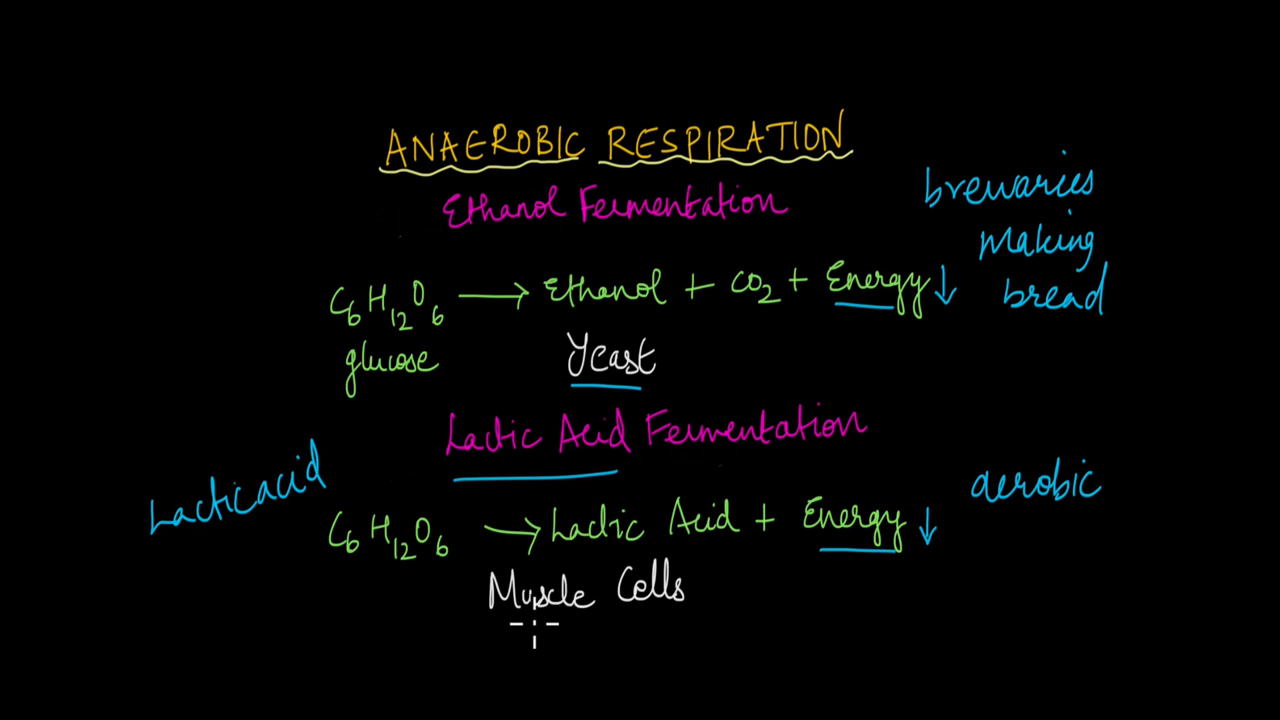 ANAEROBIC RESPIRATION
Ethanol Fermentation
brewaries
making
bread
C6H12O6 → Ethanol + CO2 + Energy ↓
glucose
Yeast
Lactic Acid Fermentation
Lacticacid
aerobic
C6H12O6 → Lactic Acid + Energy ↓
Muscle Cells